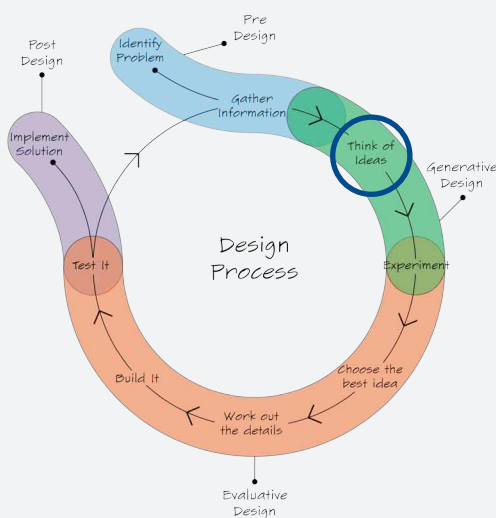 Pre
Design
Post
Design
Identify
Problem
Gather
Information
Implement
Solution
Think of
Ideas
Generative
Design
Design
Process
Test It
Experiment
Build It
Choose the
best idea
Work out
the details
Evaluative
Design